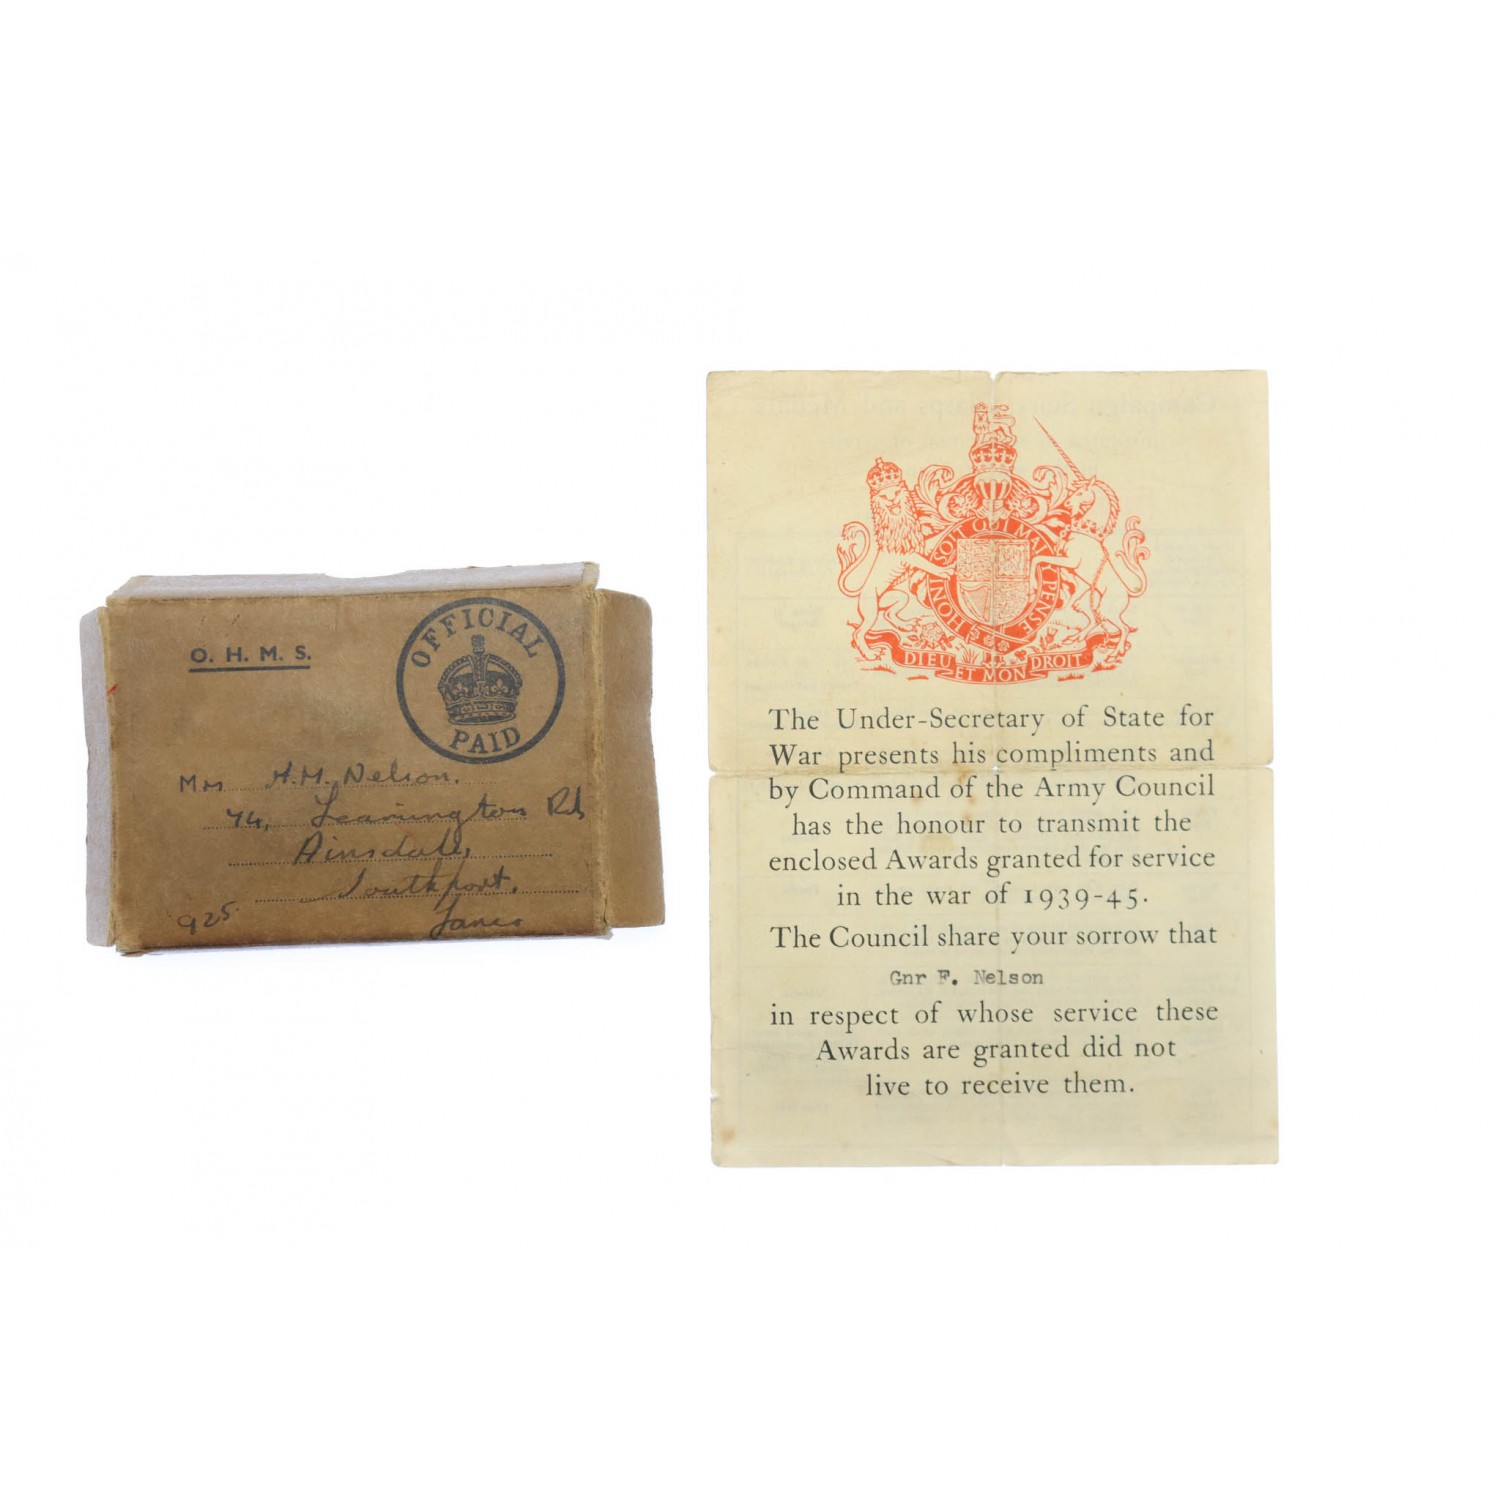 O. H. M. S.
OFFICIAL
PAID
Mrs H.M. Nelson.
74, Leamington Rd
Ainsdale,
Southport.
925. Lancs
HONI SOIT QUI MAL Y PENSE
DIEU ET MON DROIT
The Under-Secretary of State for
War presents his compliments and
by Command of the Army Council
has the honour to transmit the
enclosed Awards granted for service
in the war of 1939-45.
The Council share your sorrow that
Gnr F. Nelson
in respect of whose service these
Awards are granted did not
live to receive them.